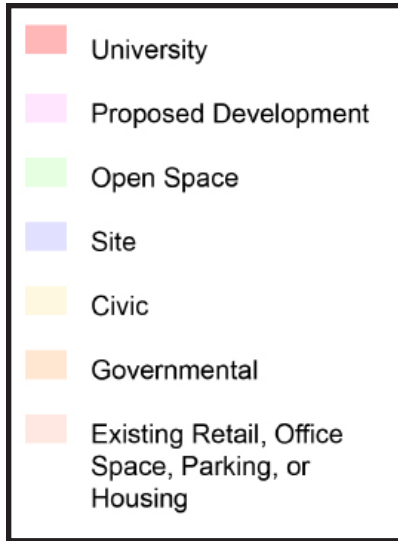 University
Proposed Development
Open Space
Site
Civic
Governmental
Existing Retail, Office
Space, Parking, or
Housing